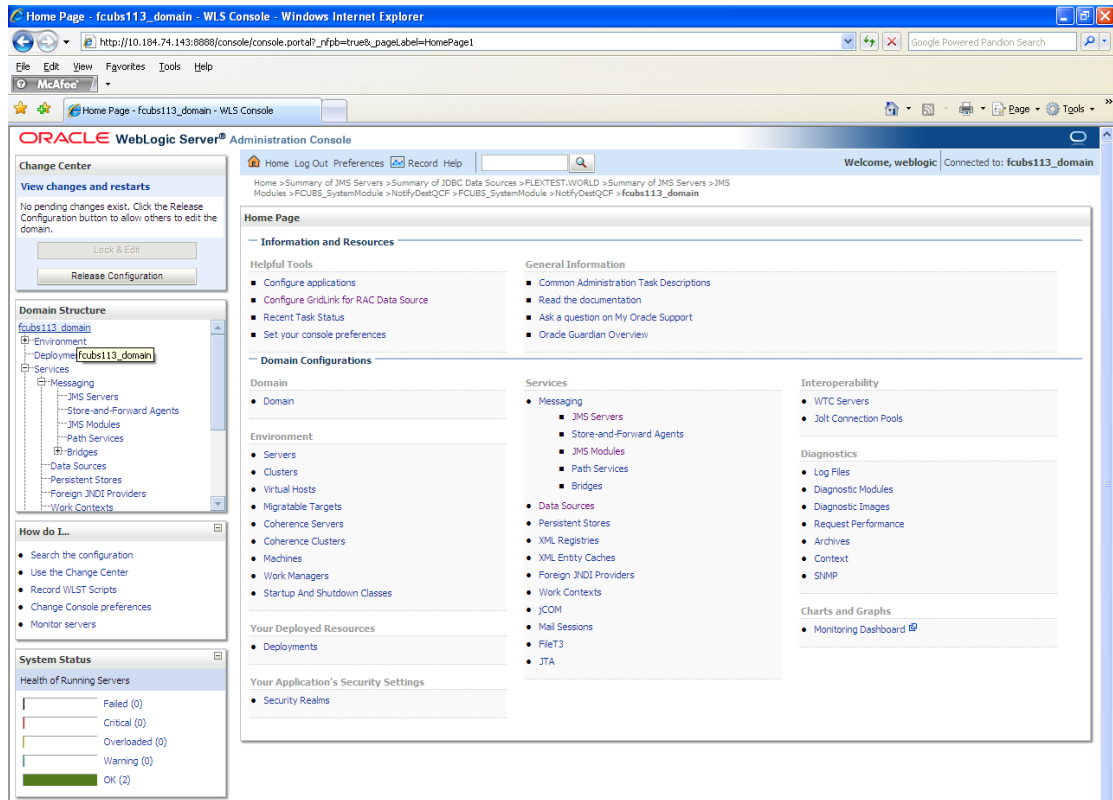 Home Page - fcubs113_domain - WLS Console - Windows Internet Explorer
http://10.184.74.143:8888/console/console.portal?_nfpb=true&_pageLabel=HomePage1
Google Powered Pandion Search
File Edit View Favorites Tools Help
McAfee
Home Page - fcubs113_domain - WLS Console
Page Tools
ORACLE WebLogic Server® Administration Console
Change Center
View changes and restarts
No pending changes exist. Click the Release
Configuration button to allow others to edit the
domain.
Lock & Edit
Release Configuration
Domain Structure
fcubs113_domain
Environment
Deployme
fcubs113_domain
Services
Messaging
JMS Servers
Store-and-Forward Agents
JMS Modules
Path Services
Bridges
Data Sources
Persistent Stores
Foreign JNDI Providers
Work Contexts
How do I...
Search the configuration
Use the Change Center
Record WLST Scripts
Change Console preferences
Monitor servers
System Status
Health of Running Servers
Failed (0)
Critical (0)
Overloaded (0)
Warning (0)
OK (2)
Home Log Out Preferences Record Help
Welcome, weblogic Connected to: fcubs113_domain
Home >Summary of JMS Servers >Summary of JDBC Data Sources >FLEXTEST.WORLD >Summary of JMS Servers >JMS
Modules >FCUBS_SystemModule >NotifyDestQCF >FCUBS_SystemModule >NotifyDestQCF >fcubs113_domain
Home Page
Information and Resources
Helpful Tools
Configure applications
Configure GridLink for RAC Data Source
Recent Task Status
Set your console preferences
General Information
Common Administration Task Descriptions
Read the documentation
Ask a question on My Oracle Support
Oracle Guardian Overview
Domain Configurations
Domain
Domain
Environment
Servers
Clusters
Virtual Hosts
Migratable Targets
Coherence Servers
Coherence Clusters
Machines
Work Managers
Startup And Shutdown Classes
Your Deployed Resources
Deployments
Your Application's Security Settings
Security Realms
Services
Messaging
JMS Servers
Store-and-Forward Agents
JMS Modules
Path Services
Bridges
Data Sources
Persistent Stores
XML Registries
XML Entity Caches
Foreign JNDI Providers
Work Contexts
jCOM
Mail Sessions
FileT3
JTA
Interoperability
WTC Servers
Jolt Connection Pools
Diagnostics
Log Files
Diagnostic Modules
Diagnostic Images
Request Performance
Archives
Context
SNMP
Charts and Graphs
Monitoring Dashboard